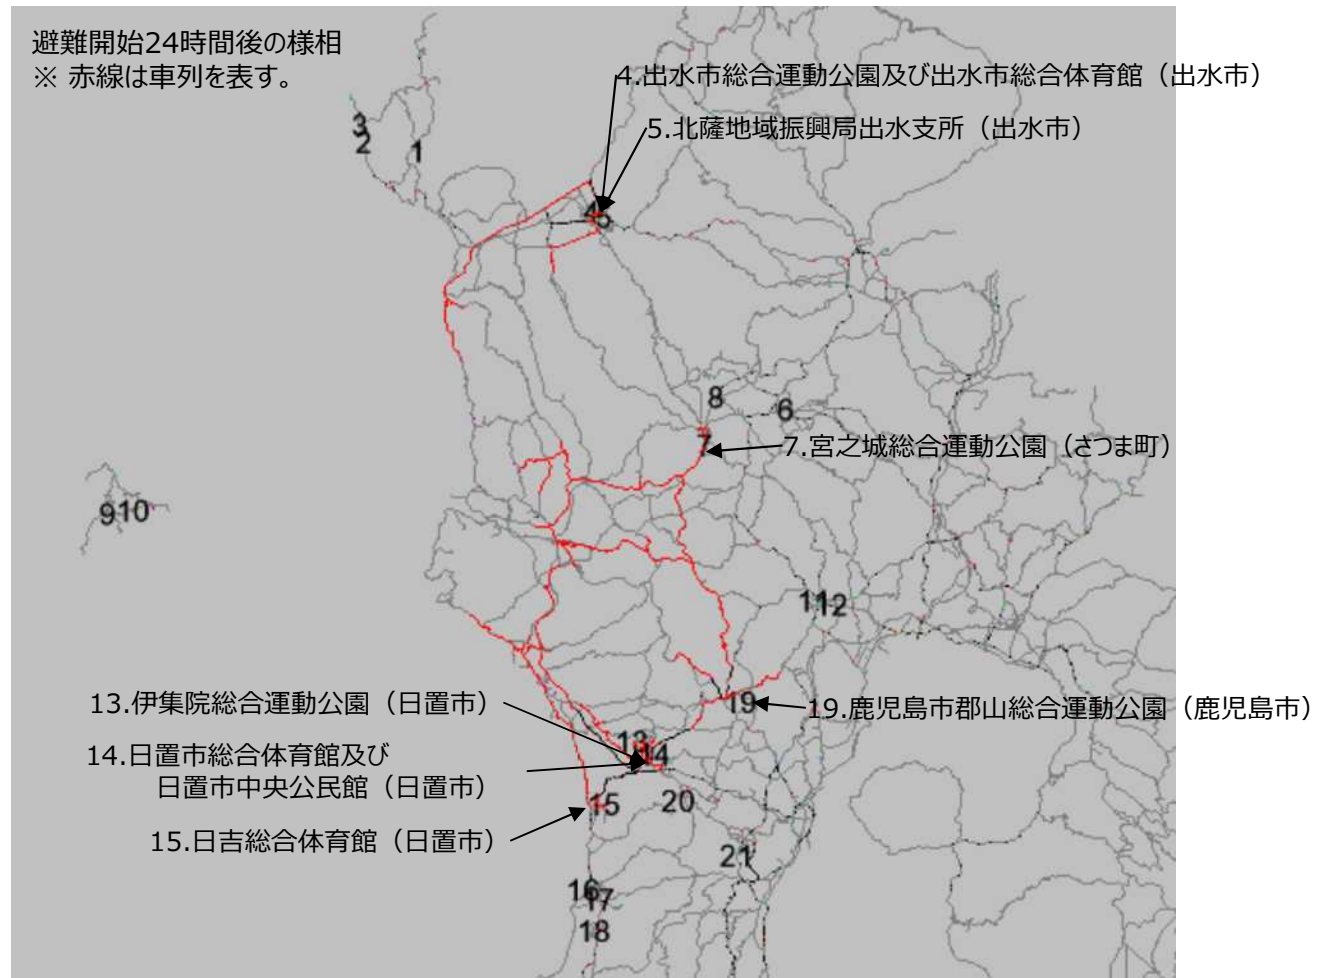 避難開始24時間後の様相
※ 赤線は車列を表す。
4.出水市総合運動公園及び出水市総合体育館（出水市）
5.北薩地域振興局出水支所（出水市）
3
2
1
4
5
8
6
7
7.宮之城総合運動公園（さつま町）
9
10
11
12
13.伊集院総合運動公園（日置市）
19
19.鹿児島市郡山総合運動公園（鹿児島市）
13
14
14.日置市総合体育館及び
日置市中央公民館（日置市）
15
20
15.日吉総合体育館（日置市）
21
16
17
18